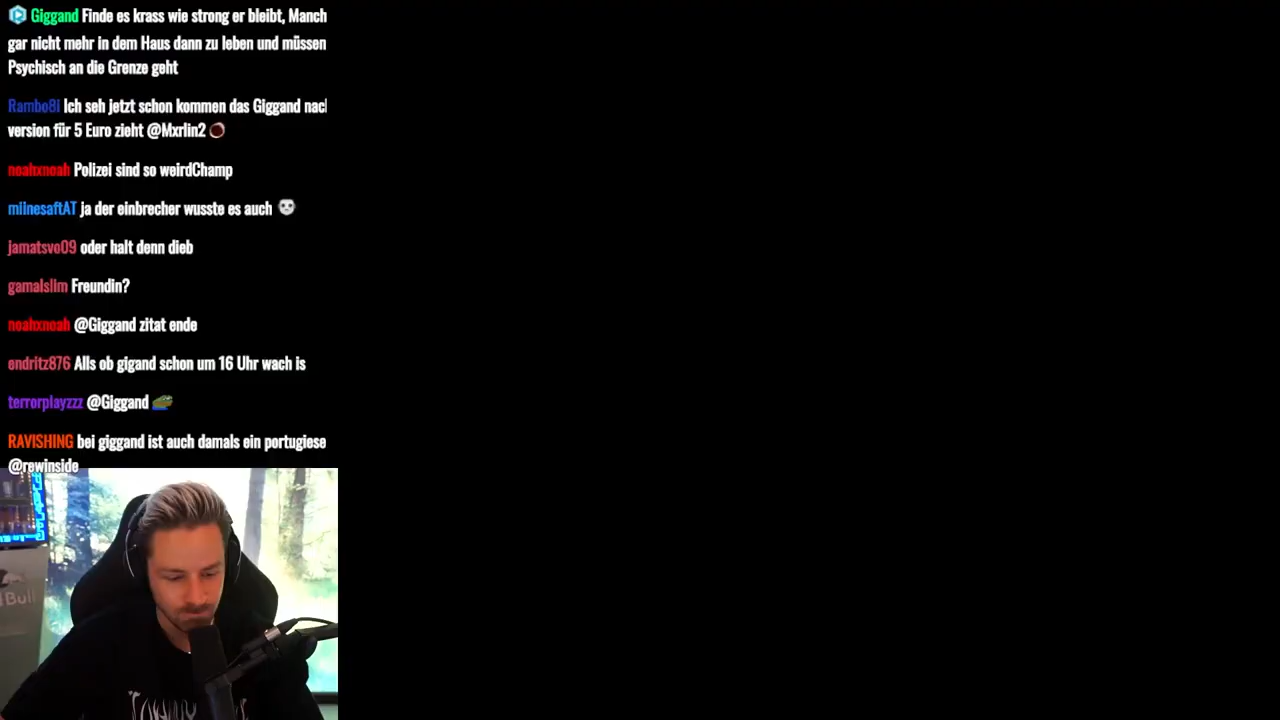 Giggand Finde es krass wie strong er bleibt, Manch
gar nicht mehr in dem Haus dann zu leben und müssen
Psychisch an die Grenze geht
Rambo8i Ich seh jetzt schon kommen das Giggand nach
version für 5 Euro zieht @Mxrlin2
noahxnoah Polizei sind so weirdChamp
miinesaftAT ja der einbrecher wusste es auch
jamatsvo09 oder halt denn dieb
gamalslim Freundin?
noahxnoah @Giggand zitat ende
endritz876 Alls ob gigand schon um 16 Uhr wach is
terrorplayzzz @Giggand
RAVISHING bei giggand ist auch damals ein portugiese
@rewinside
Bull